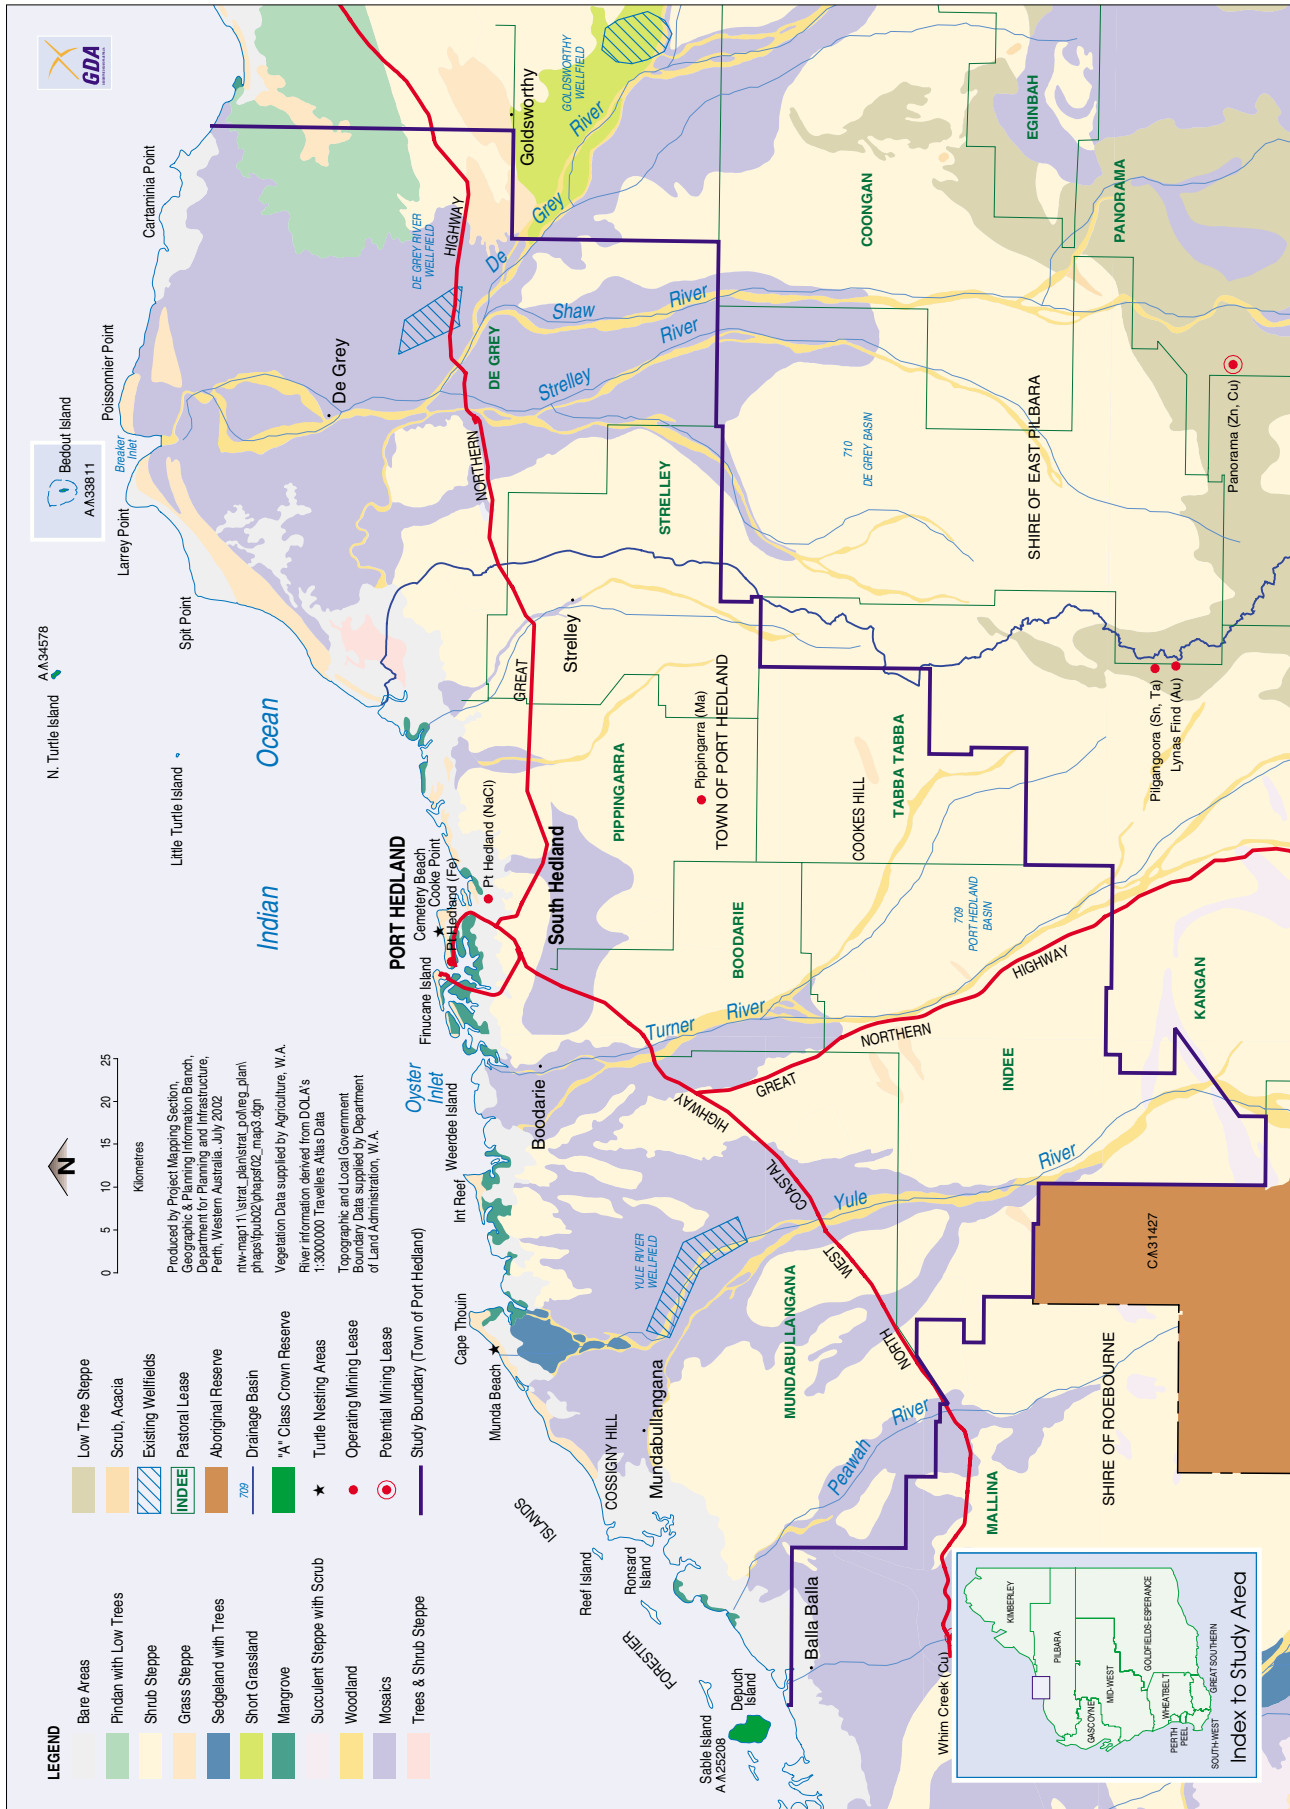 LEGEND
Bare Areas
Pindan with Low Trees
Shrub Steppe
Grass Steppe
Sedgeland with Trees
Short Grassland
Mangrove
Succulent Steppe with Scrub
Woodland
Mosaics
Trees & Shrub Steppe
Low Tree Steppe
Scrub, Acacia
Existing Wellfields
INDEE
Pastoral Lease
Aboriginal Reserve
709
Drainage Basin
"A" Class Crown Reserve
Turtle Nesting Areas
Operating Mining Lease
Potential Mining Lease
Study Boundary (Town of Port Hedland)
N
0 5 10 15 20 25
Kilometres
Produced by Project Mapping Section,
Geographic & Planning Information Branch,
Department for Planning and Infrastructure,
Perth, Western Australia. July 2002
Vegetation Data supplied by Agriculture, W.A.
River information derived from DOLA's
1:3000000 Travellers Atlas Data
Topographic and Local Government
Boundary Data supplied by Department
of Land Administration, W.A.
GDA
N. Turtle Island
Little Turtle Island
Bedout Island
Indian Ocean
Spit Point
Larrey Point
Breaker
Inlet
Poissonnier Point
Cartaminia Point
De Grey
DE GREY RIVER
WELLFIELD
HIGHWAY
Goldsworthy
GOLDSWORTHY
WELLFIELD
De Grey River
DE GREY
Shaw River
Strelley River
NORTHERN
GREAT
Strelley
STRELLEY
PORT HEDLAND
Cemetery Beach
Cooke Point
Pt Hedland (Fe)
Pt Hedland (NaCl)
Finucane Island
South Hedland
PIPPINGARRA
Pippingarra (Ma)
TOWN OF PORT HEDLAND
BOODARIE
COOKES HILL
TABBA TABBA
710
DE GREY BASIN
SHIRE OF EAST PILBARA
COONGAN
EGINBAH
PANORAMA
Panorama (Zn, Cu)
Pilgangoora (Sn, Ta)
Lynas Find (Au)
709
PORT HEDLAND
BASIN
HIGHWAY
NORTHERN
GREAT
INDEE
KANGAN
Oyster
Inlet
Weerdee Island
Int Reef
Boodarie
Turner River
HIGHWAY
COASTAL
WEST
NORTH
Yule River
YULE RIVER
WELLFIELD
Cape Thouin
Munda Beach
COSSIGNY HILL
Mundabullangana
MUNDABULLANGANA
Peawah River
MALLINA
SHIRE OF ROEBOURNE
FORESTIER ISLANDS
Reef Island
Ronsard
Island
Sable Island
Depuch
Island
Balla Balla
Whim Creek (Cu)
KIMBERLEY
PILBARA
GASCOYNE
MID-WEST
GOLDFIELDS-ESPERANCE
WHEATBELT
PERTH
PEEL
SOUTH-WEST
GREAT SOUTHERN
Index to Study Area